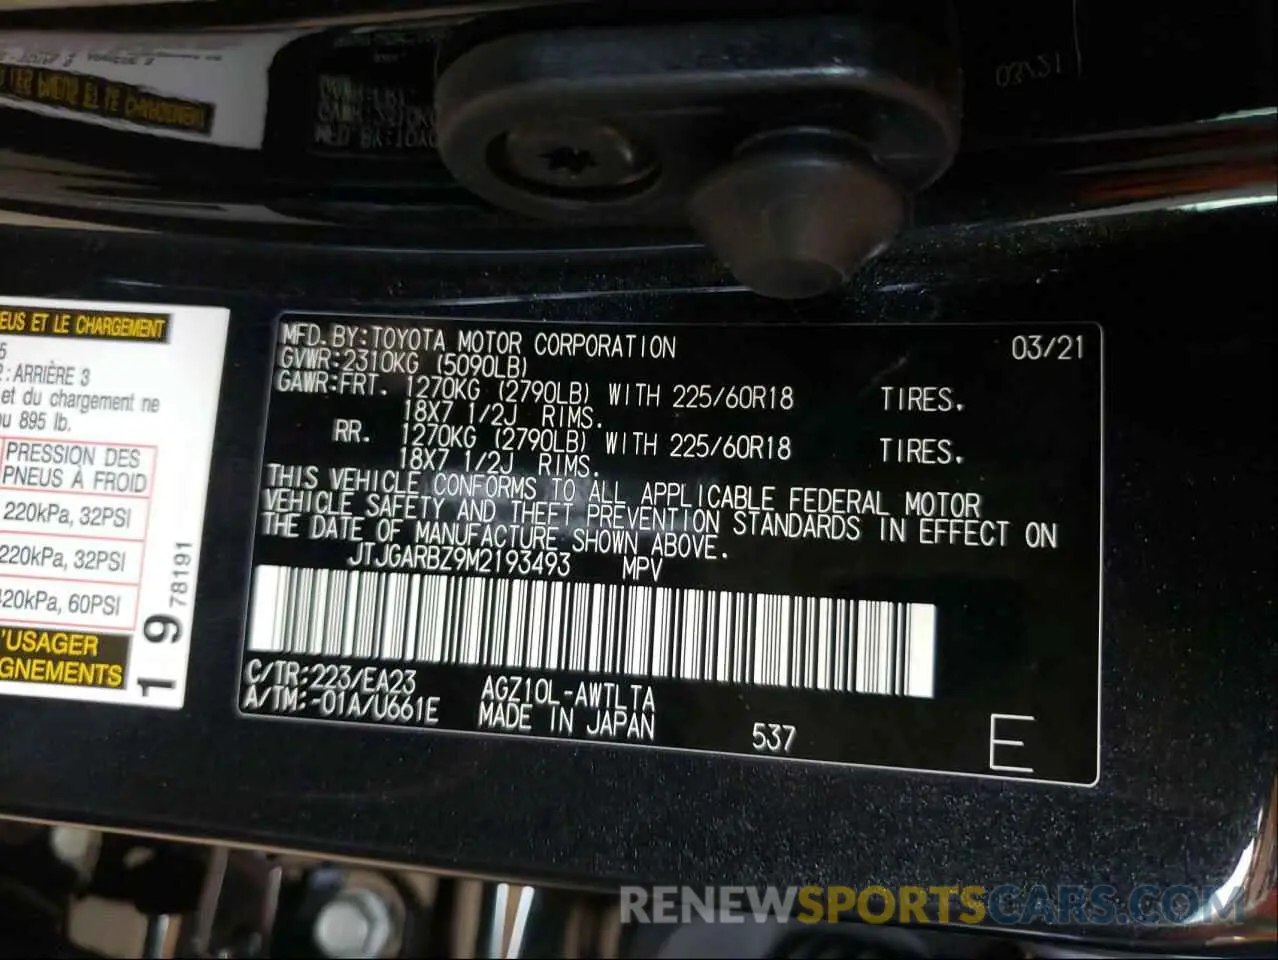 03/21
EUS ET LE CHARGEMENT
5
: ARRIÈRE 3
et du chargement ne
895 lb.
PRESSION DES
PNEUS À FROID
220kPa, 32PSI
220kPa, 32PSI
420kPa, 60PSI
'USAGER
GNEMENTS
19
78191
MFD. BY: TOYOTA MOTOR CORPORATION 03/21
GVWR: 2310KG (5090LB)
GAWR: FRT. 1270KG (2790LB) WITH 225/60R18 TIRES.
18X7 1/2J RIMS.
RR. 1270KG (2790LB) WITH 225/60R18 TIRES.
18X7 1/2J RIMS.
THIS VEHICLE CONFORMS TO ALL APPLICABLE FEDERAL MOTOR
VEHICLE SAFETY AND THEFT PREVENTION STANDARDS IN EFFECT ON
THE DATE OF MANUFACTURE SHOWN ABOVE.
JTJGARBZ9M2193493 MPV
C/TR: 223/EA23 AGZ10L-AWTLTA
A/TM: -01A/U661E MADE IN JAPAN 537 E
RENEWSPORTSCARS.COM